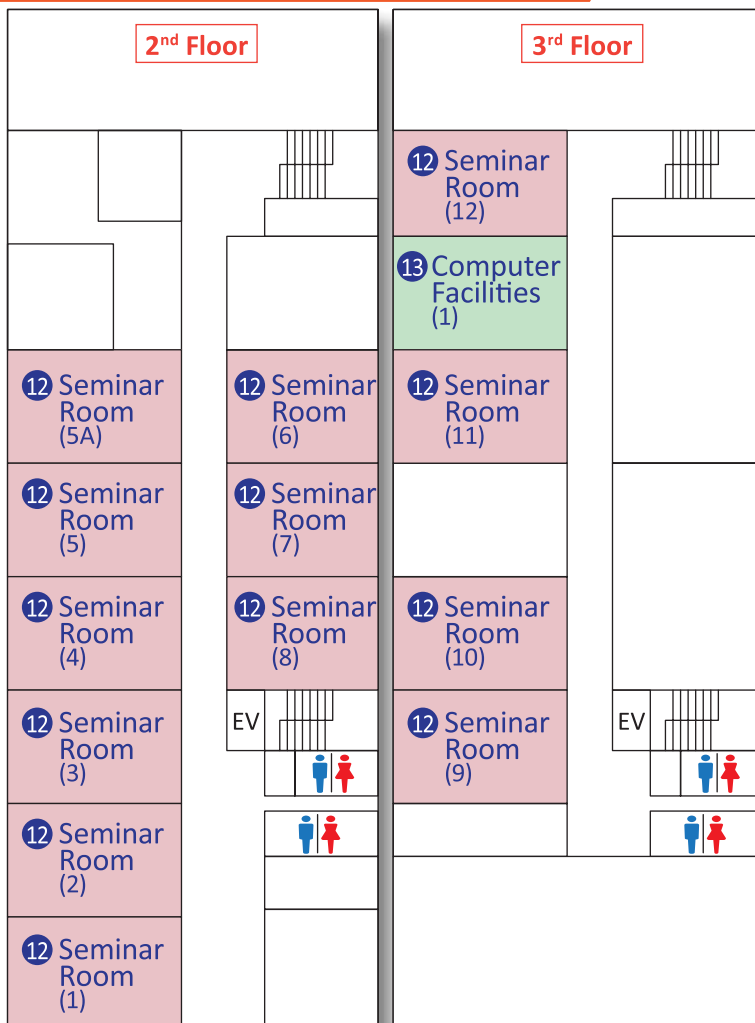 2nd Floor
12 Seminar
Room
(5A)
12 Seminar
Room
(5)
12 Seminar
Room
(4)
12 Seminar
Room
(3)
12 Seminar
Room
(2)
12 Seminar
Room
(1)
12 Seminar
Room
(6)
12 Seminar
Room
(7)
12 Seminar
Room
(8)
EV
3rd Floor
12 Seminar
Room
(12)
13 Computer
Facilities
(1)
12 Seminar
Room
(11)
12 Seminar
Room
(10)
12 Seminar
Room
(9)
EV